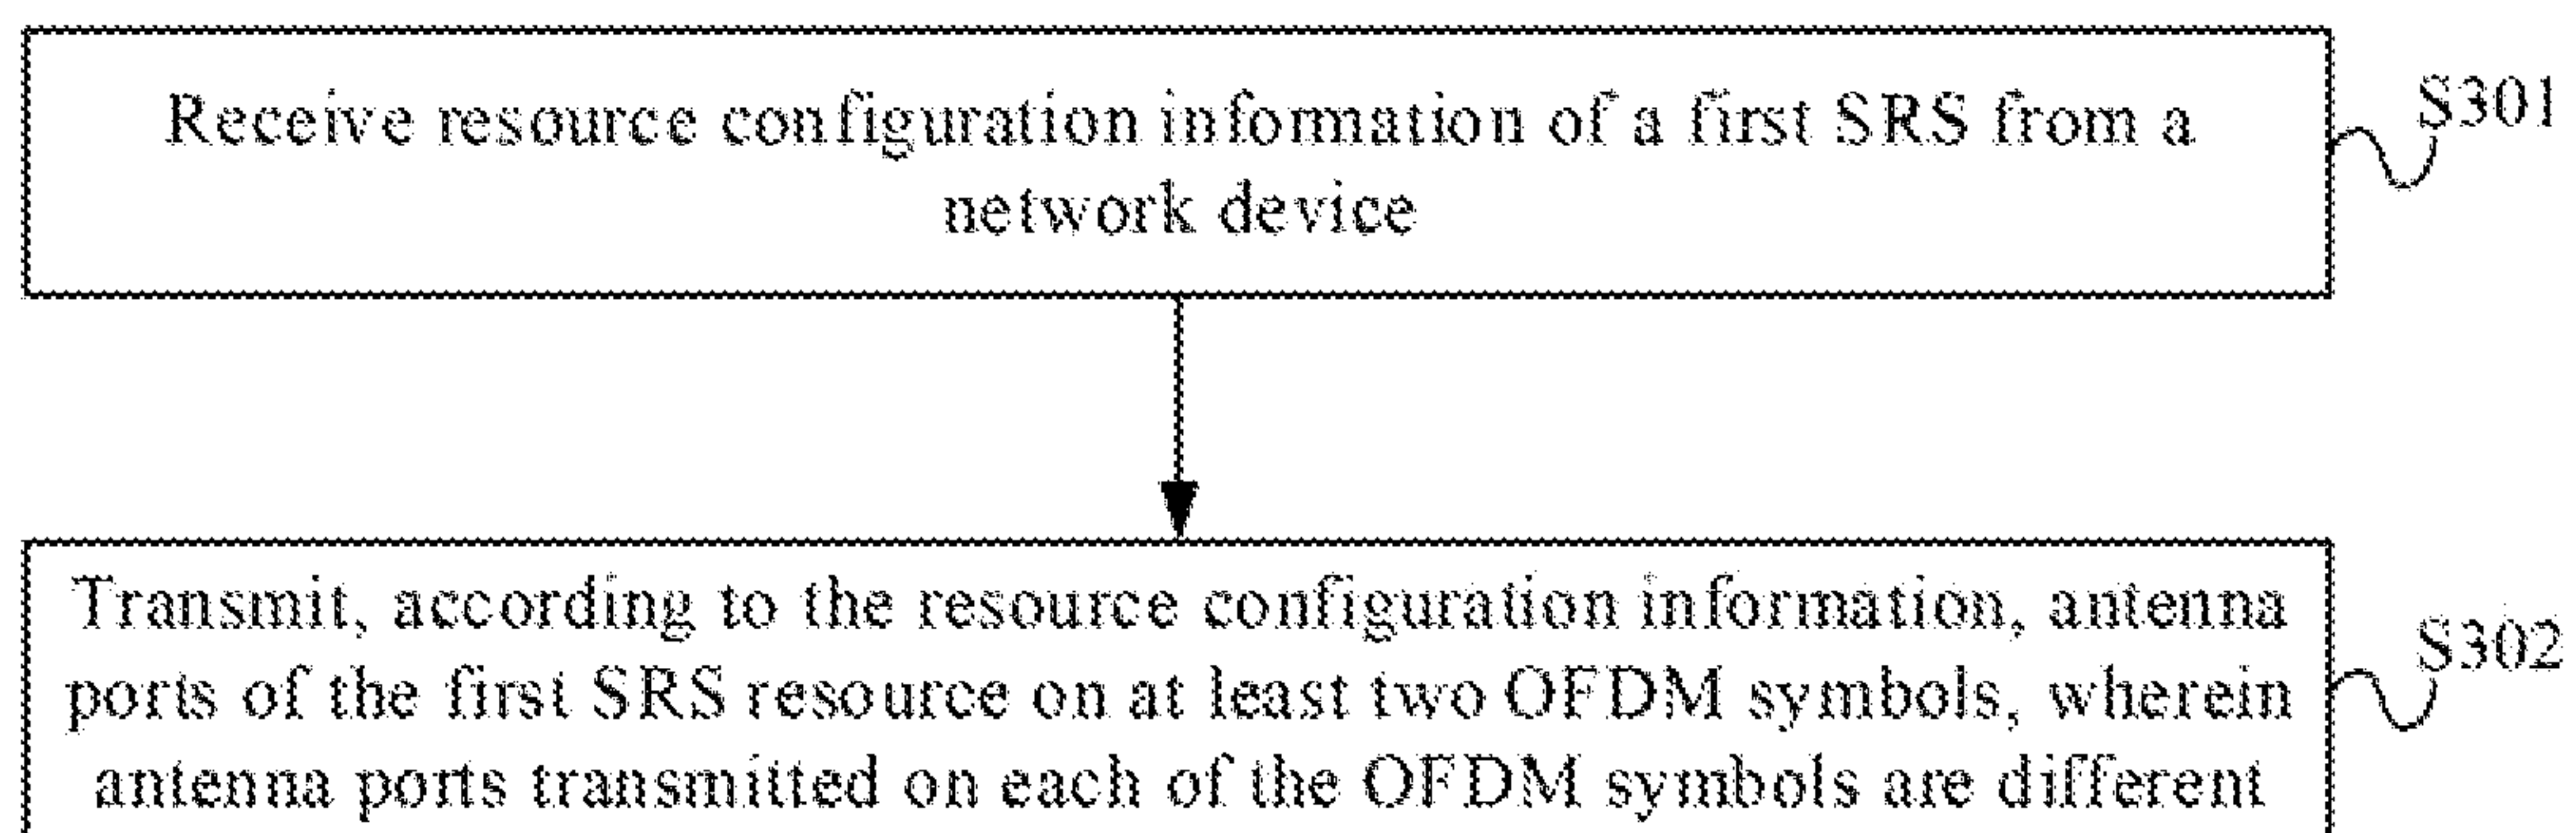 Receive resource configuration information of a first SRS from a
network device
S301
Transmit, according to the resource configuration information, antenna
ports of the first SRS resource on at least two OFDM symbols, wherein
antenna ports transmitted on each of the OFDM symbols are different
S302